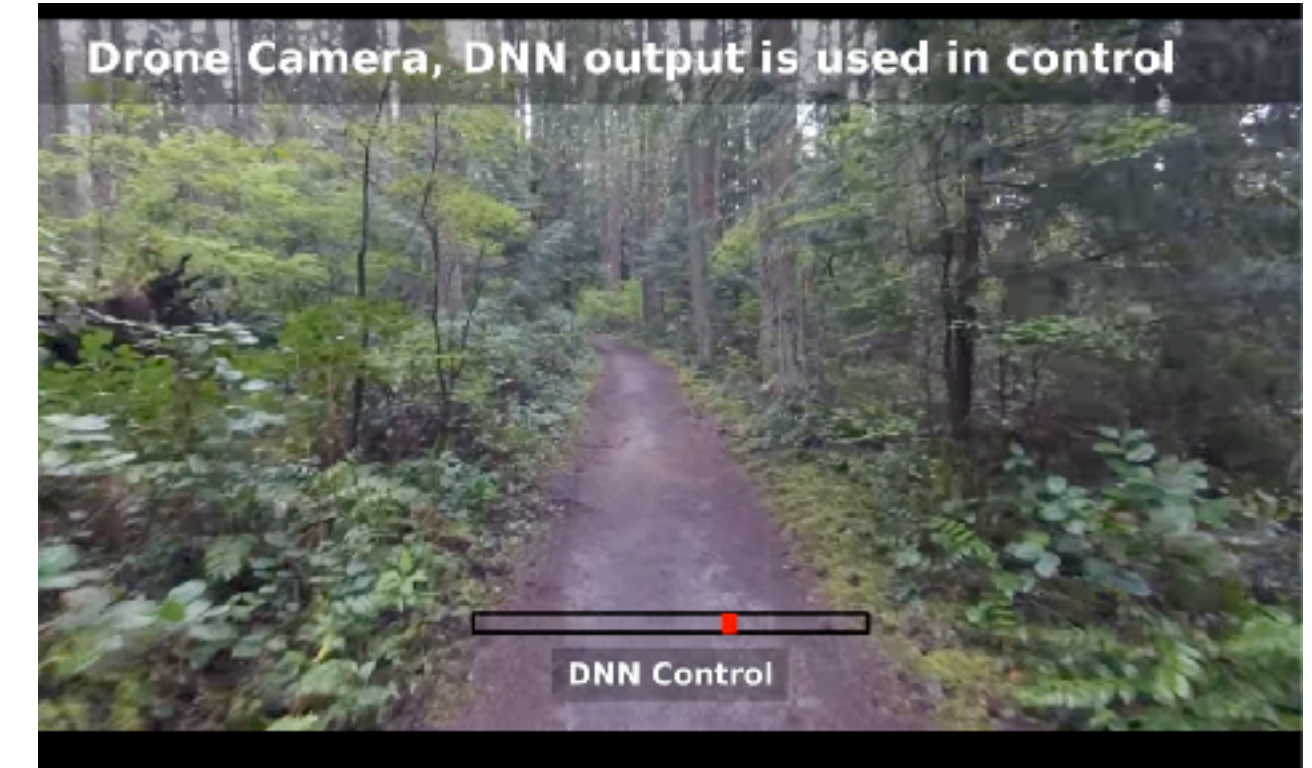 Drone Camera, DNN output is used in control
DNN Control